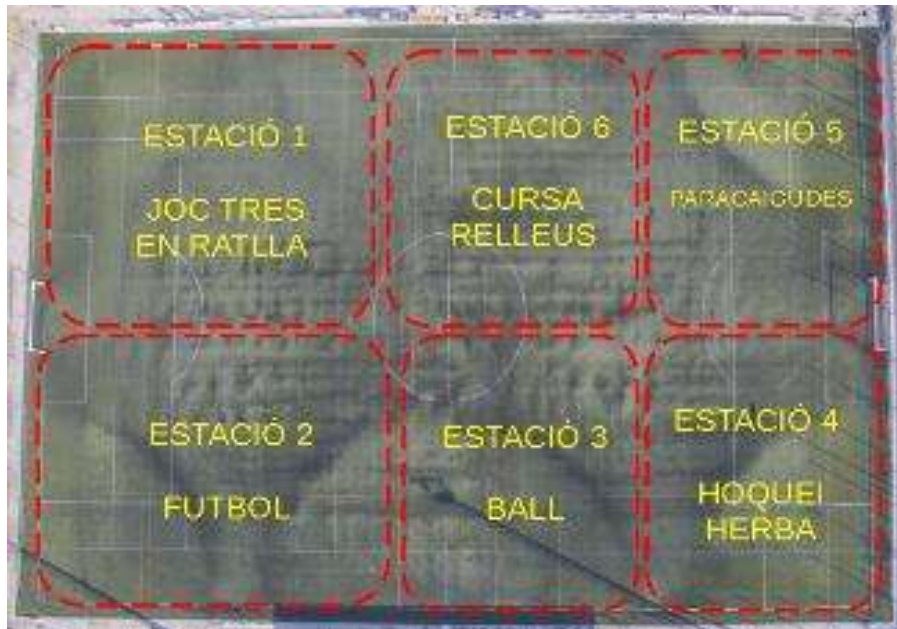 ESTACIÓ 1
JOC TRES
EN RATLLA
ESTACIÓ 6
CURSA
RELLEUS
ESTACIÓ 5
PARACAIGUDES
ESTACIÓ 2
FUTBOL
ESTACIÓ 3
BALL
ESTACIÓ 4
HOQUEI
HERBA